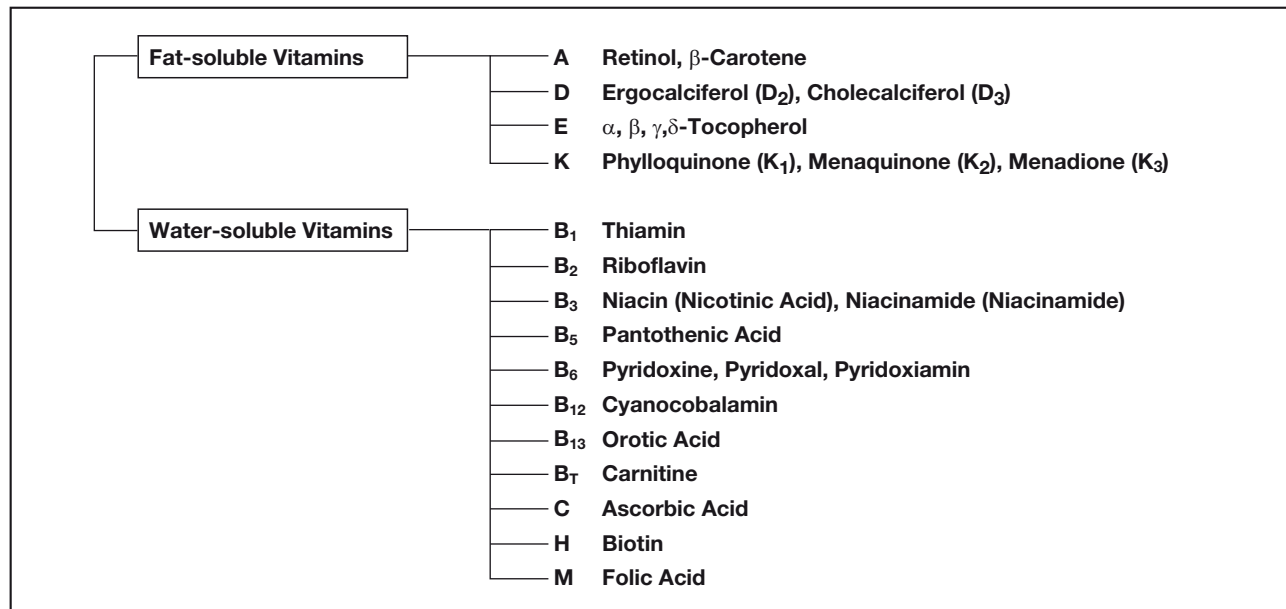 Fat-soluble Vitamins
A Retinol, β-Carotene
D Ergocalciferol (D₂), Cholecalciferol (D₃)
E α, β, γ,δ-Tocopherol
K Phylloquinone (K₁), Menaquinone (K₂), Menadione (K₃)
Water-soluble Vitamins
B₁ Thiamin
B₂ Riboflavin
B₃ Niacin (Nicotinic Acid), Niacinamide (Niacinamide)
B₅ Pantothenic Acid
B₆ Pyridoxine, Pyridoxal, Pyridoxiamin
B₁₂ Cyanocobalamin
B₁₃ Orotic Acid
B_T Carnitine
C Ascorbic Acid
H Biotin
M Folic Acid